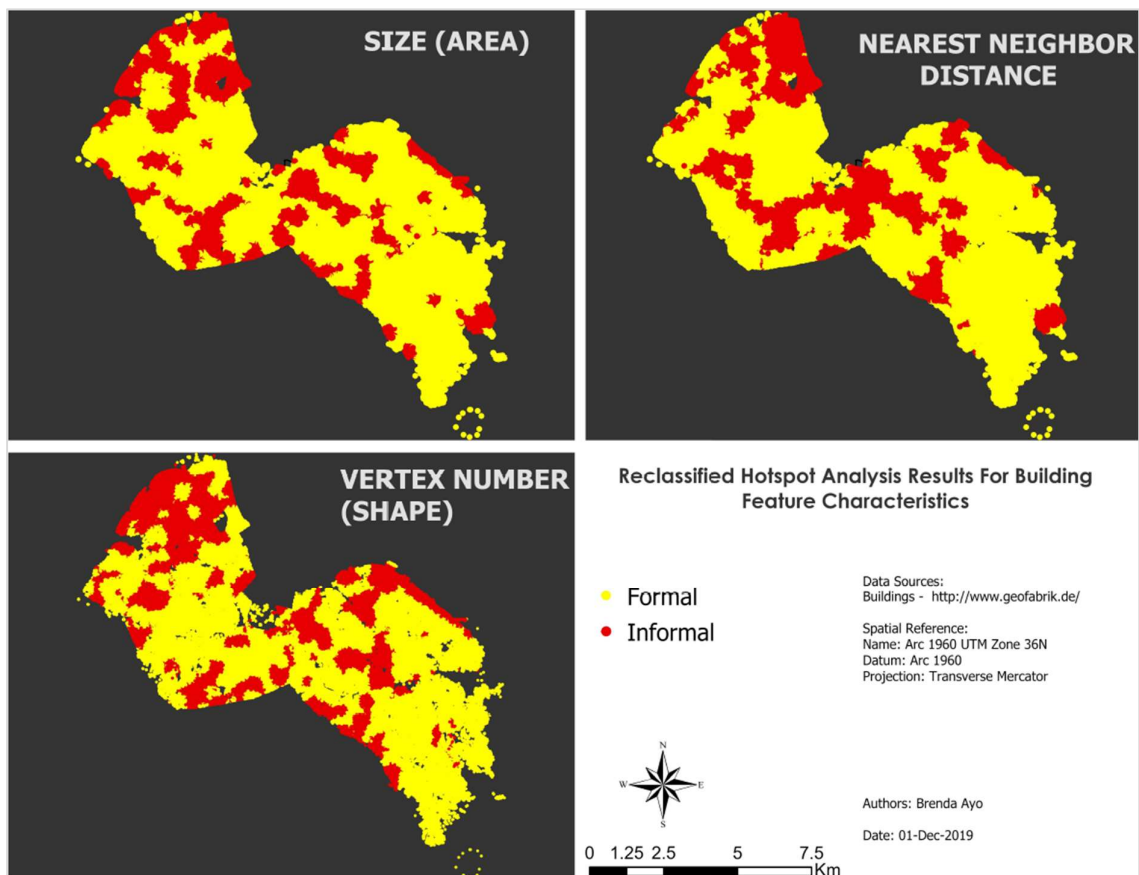 SIZE (AREA)
NEAREST NEIGHBOR
DISTANCE
VERTEX NUMBER
(SHAPE)
Reclassified Hotspot Analysis Results For Building
Feature Characteristics
Formal
Informal
Data Sources:
Buildings - http://www.geofabrik.de/
Spatial Reference:
Name: Arc 1960 UTM Zone 36N
Datum: Arc 1960
Projection: Transverse Mercator
N
W E
S
Authors: Brenda Ayo
Date: 01-Dec-2019
0 1.25 2.5 5 7.5
Km